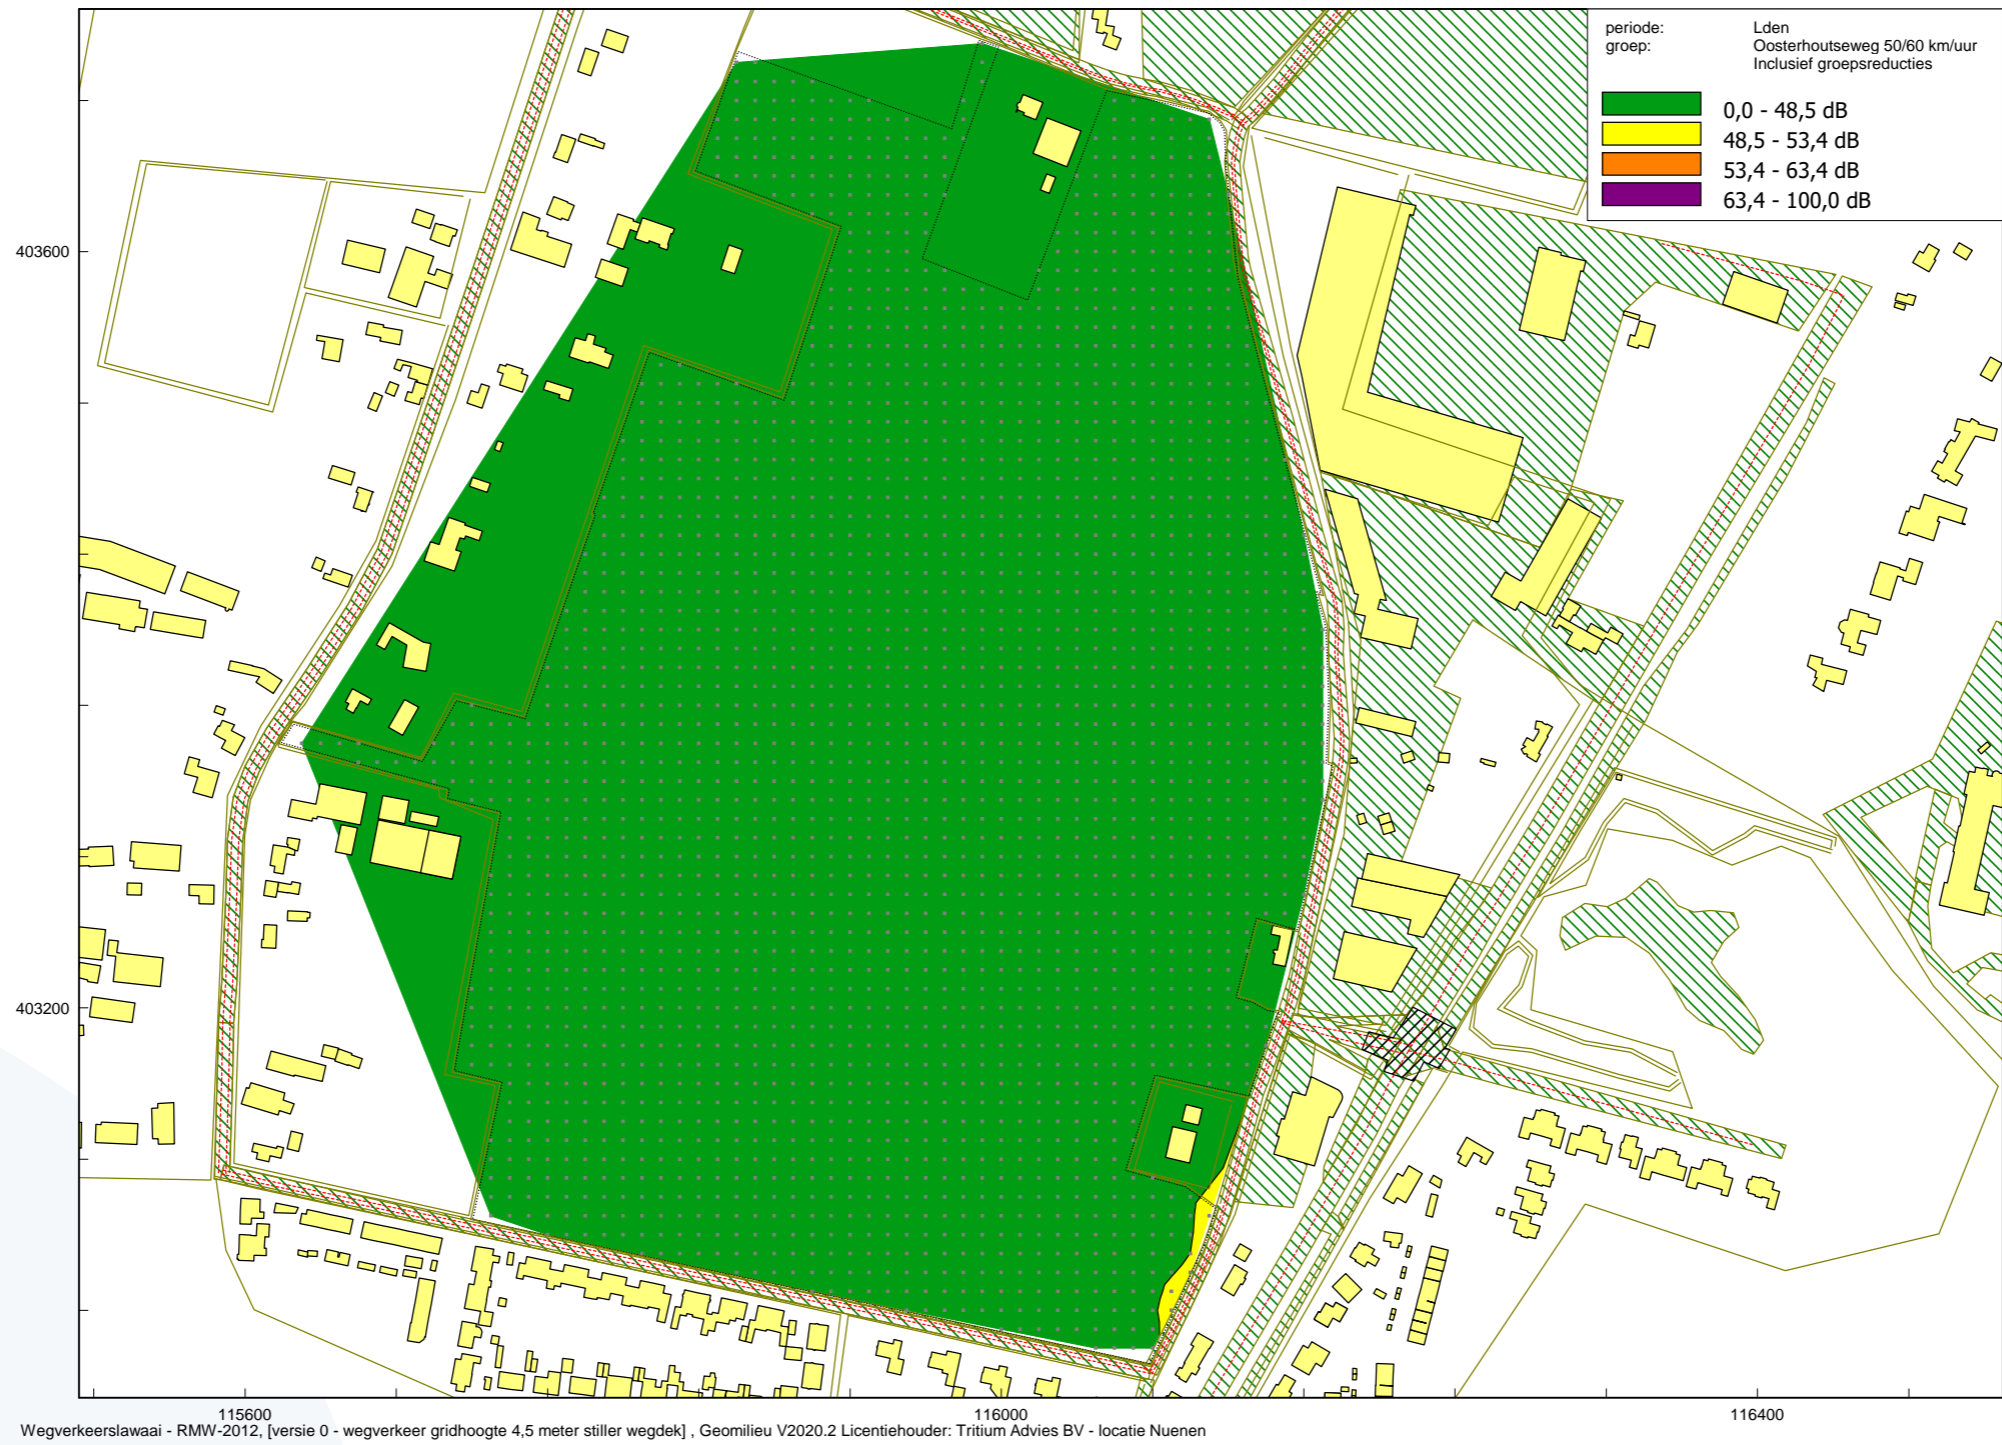 periode: Lden
groep: Oosterhoutseweg 50/60 km/uur
Inclusief groepsreducties
0,0 - 48,5 dB
48,5 - 53,4 dB
53,4 - 63,4 dB
63,4 - 100,0 dB
403600
403200
115600 116000 116400
Wegverkeerslawaai - RMW-2012, [versie 0 - wegverkeer gridhoogte 4,5 meter stiller wegdek] , Geomilieu V2020.2 Licentiehouder: Tritium Advies BV - locatie Nuenen